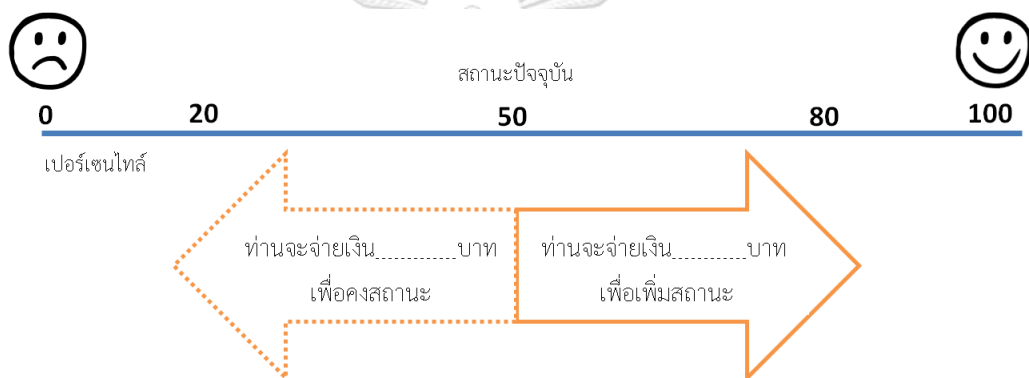 สถานะปัจจุบัน
0 20 50 80 100
เปอร์เซนไทล์
ท่านจะจ่ายเงิน............บาท
เพื่อคงสถานะ
ท่านจะจ่ายเงิน............บาท
เพื่อเพิ่มสถานะ